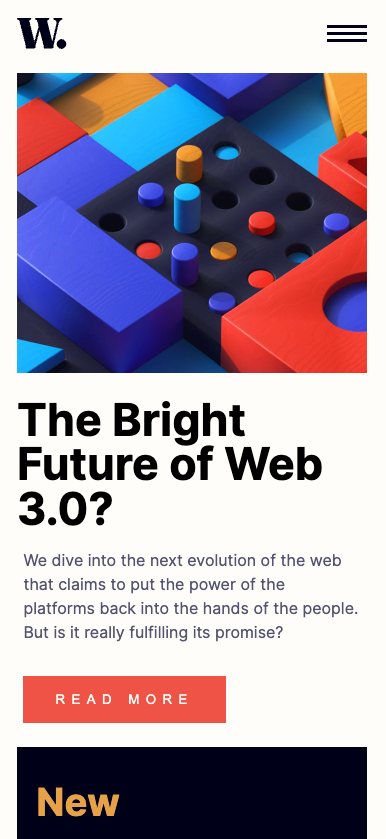 W.
The Bright
Future of Web
3.0?
We dive into the next evolution of the web
that claims to put the power of the
platforms back into the hands of the people.
But is it really fulfilling its promise?
READ MORE
New